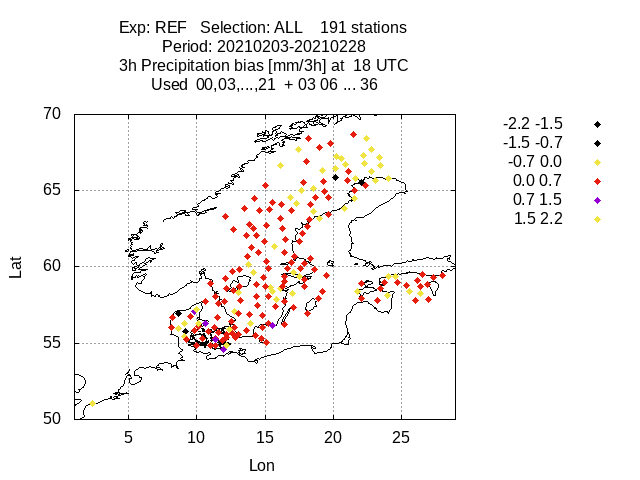 Exp: REF   Selection: ALL    191 stations
Period: 20210203-20210228
3h Precipitation bias [mm/3h] at  18 UTC
Used  00,03,...,21  + 03 06 ... 36
70
65
60
55
50
Lat
5 10 15 20 25
Lon
-2.2 -1.5
-1.5 -0.7
-0.7 0.0
0.0 0.7
0.7 1.5
1.5 2.2